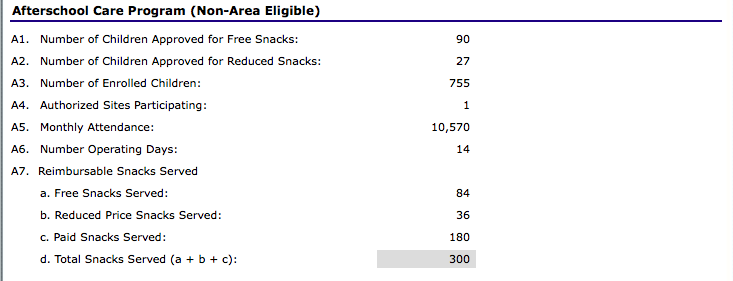 Afterschool Care Program (Non-Area Eligible)
A1. Number of Children Approved for Free Snacks: 90
A2. Number of Children Approved for Reduced Snacks: 27
A3. Number of Enrolled Children: 755
A4. Authorized Sites Participating: 1
A5. Monthly Attendance: 10,570
A6. Number Operating Days: 14
A7. Reimbursable Snacks Served
a. Free Snacks Served: 84
b. Reduced Price Snacks Served: 36
c. Paid Snacks Served: 180
d. Total Snacks Served (a + b + c): 300